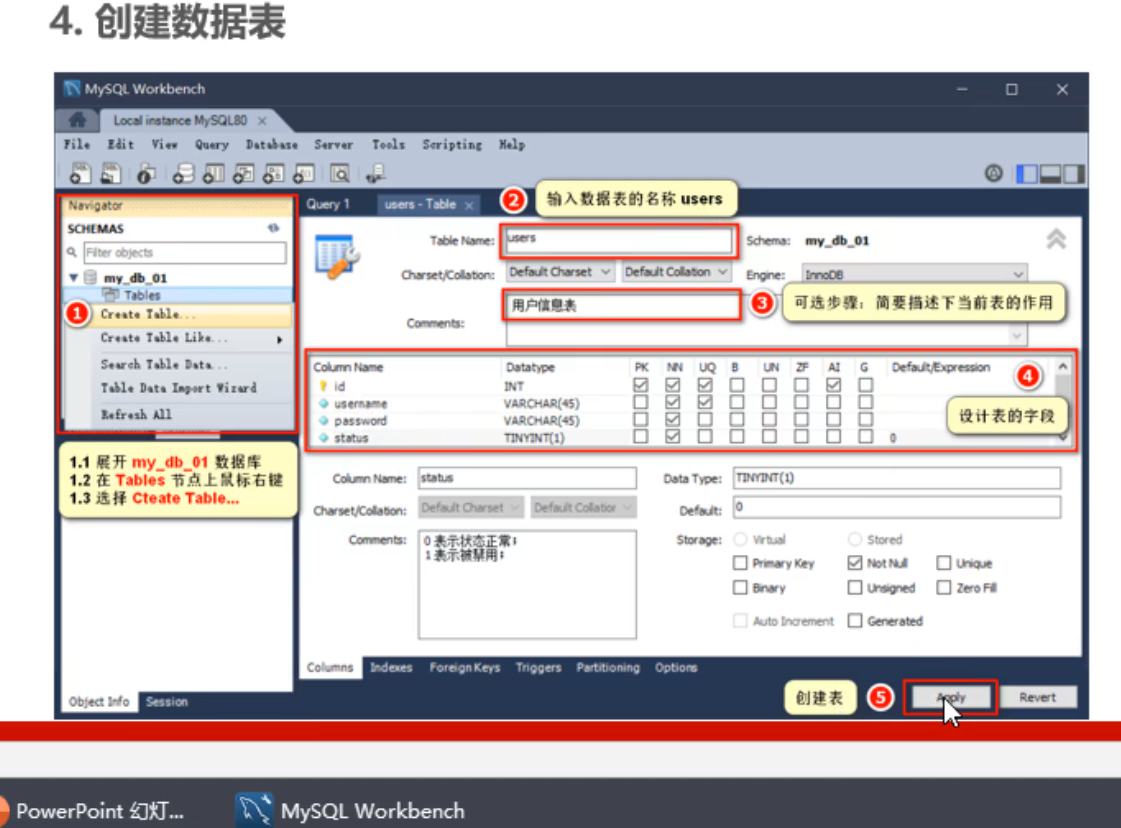 4. 创建数据表
MySQL Workbench
Local instance MySQL80
File Edit View Query Database Server Tools Scripting Help
Navigator
SCHEMAS
Filter objects
my_db_01
Tables
1
Create Table...
Create Table Like...
Search Table Data...
Table Data Import Wizard
Refresh All
1.1 展开 my_db_01 数据库
1.2 在 Tables 节点上鼠标右键
1.3 选择 Cteate Table...
Object Info Session
Query 1 users - Table
2 输入数据表的名称 users
Table Name: users Schema: my_db_01
Charset/Collation: Default Charset Default Collation Engine: InnoDB
Comments: 用户信息表
3 可选步骤：简要描述下当前表的作用
Column Name Datatype PK NN UQ B UN ZF AI G Default/Expression
id INT
username VARCHAR(45)
password VARCHAR(45)
status TINYINT(1) 0
4 设计表的字段
Column Name: status Data Type: TINYINT(1)
Charset/Collation: Default Charset Default Collation Default: 0
Comments: 0 表示状态正常;
1 表示被禁用;
Storage: Virtual Stored
Primary Key Not Null Unique
Binary Unsigned Zero Fill
Auto Increment Generated
Columns Indexes Foreign Keys Triggers Partitioning Options
创建表 5 Apply Revert
PowerPoint 幻灯... MySQL Workbench